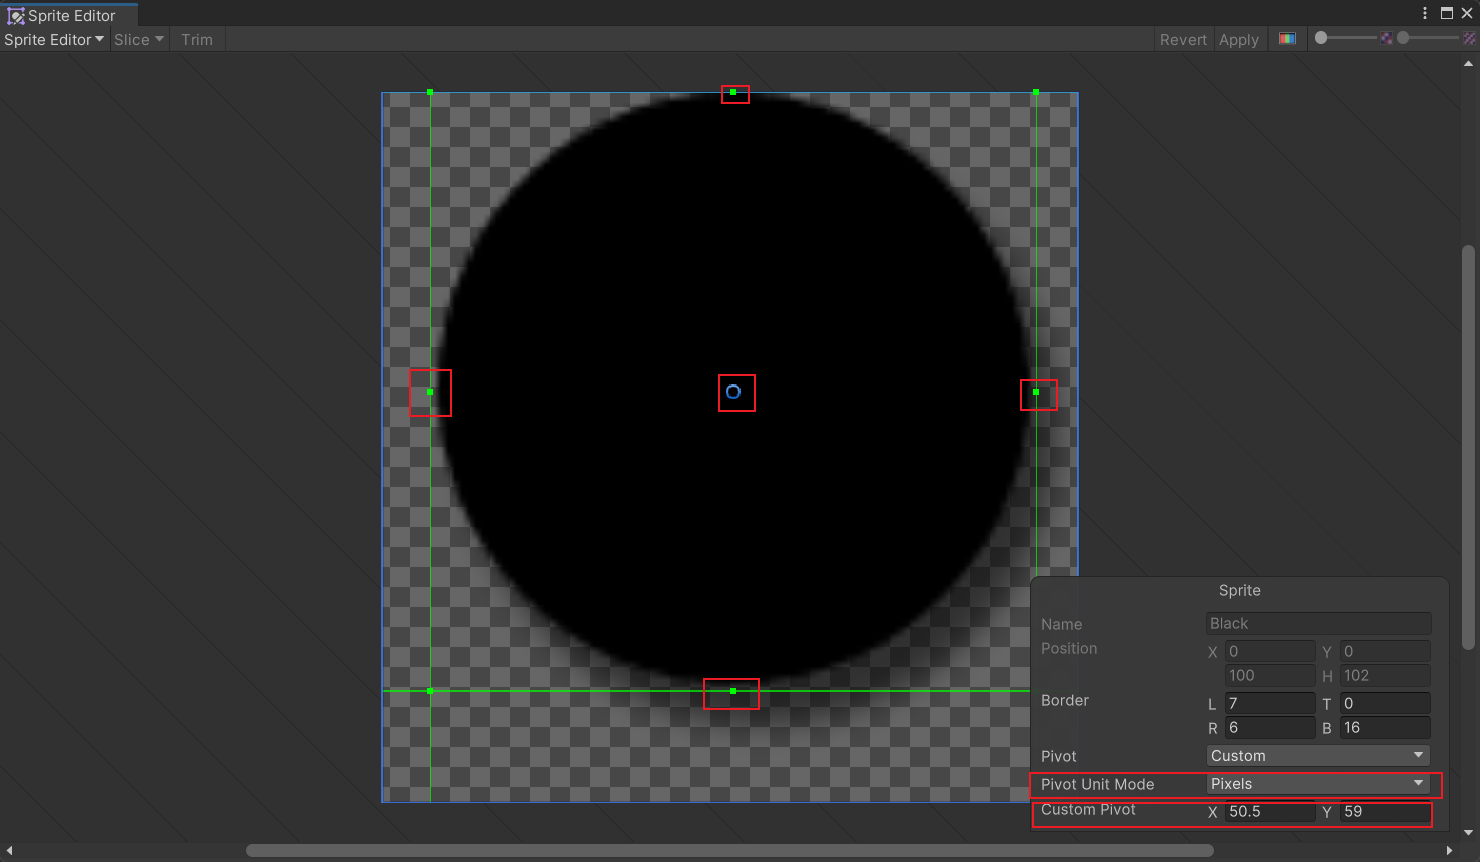 Sprite Editor
Sprite Editor Slice Trim Revert Apply
Sprite
Name Black
Position X 0 Y 0
100 H 102
Border L 7 T 0
R 6 B 16
Pivot Custom
Pivot Unit Mode Pixels
Custom Pivot X 50.5 Y 59